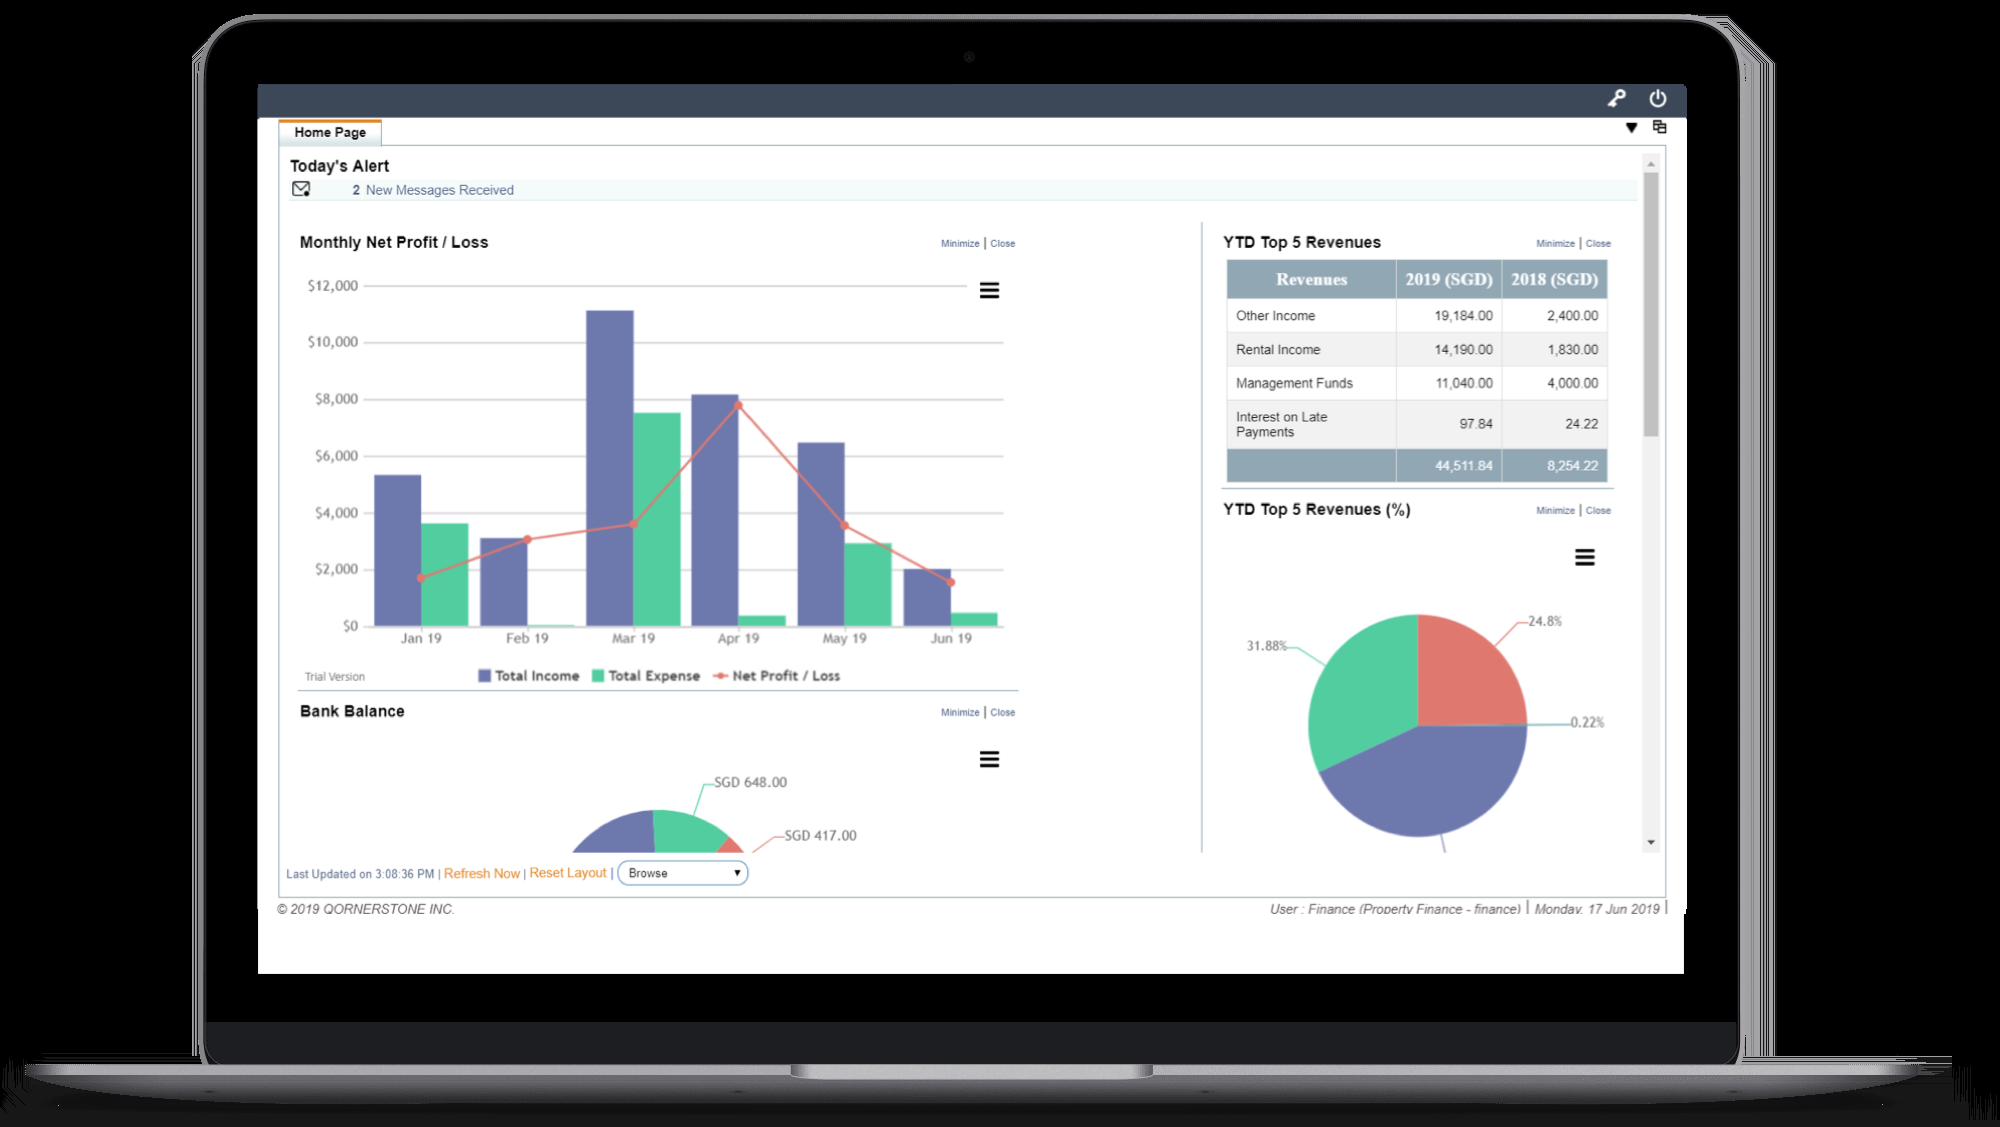 Home Page
Today's Alert
2 New Messages Received
Monthly Net Profit / Loss
Minimize | Close
$12,000
$10,000
$8,000
$6,000
$4,000
$2,000
$0
Jan 19 Feb 19 Mar 19 Apr 19 May 19 Jun 19
Trial Version
Total Income Total Expense Net Profit / Loss
Bank Balance
Minimize | Close
SGD 648.00
SGD 417.00
YTD Top 5 Revenues
Minimize | Close
Revenues 2019 (SGD) 2018 (SGD)
Other Income 19,184.00 2,400.00
Rental Income 14,190.00 1,830.00
Management Funds 11,040.00 4,000.00
Interest on Late
Payments 97.84 24.22
44,511.84 8,254.22
YTD Top 5 Revenues (%)
Minimize | Close
24.8%
31.88%
0.22%
Last Updated on 3:08:36 PM | Refresh Now | Reset Layout | Browse
© 2019 QORNERSTONE INC.
User : Finance (Property Finance - finance) | Monday, 17 Jun 2019 |